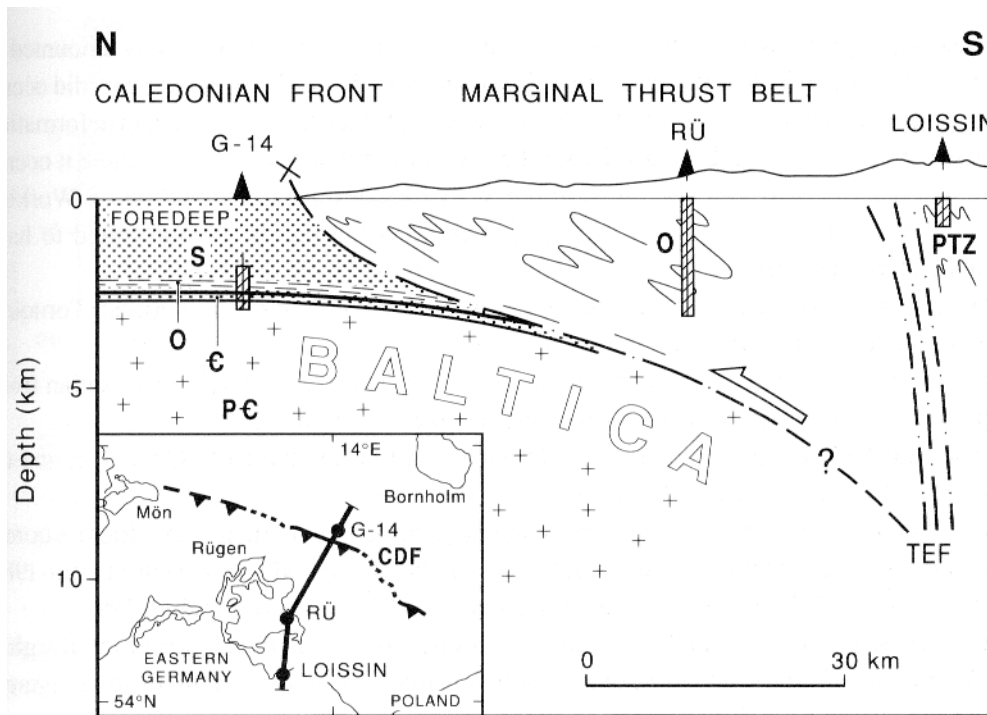 N
S
CALEDONIAN FRONT
MARGINAL THRUST BELT
G-14
RÜ
LOISSIN
0
FOREDEEP
S
O
PTZ
O
Є
5
PЄ
BALTICA
?
TEF
Depth (km)
10
14°E
Bornholm
Mön
G-14
CDF
Rügen
RÜ
EASTERN
GERMANY
LOISSIN
54°N
POLAND
0
30 km